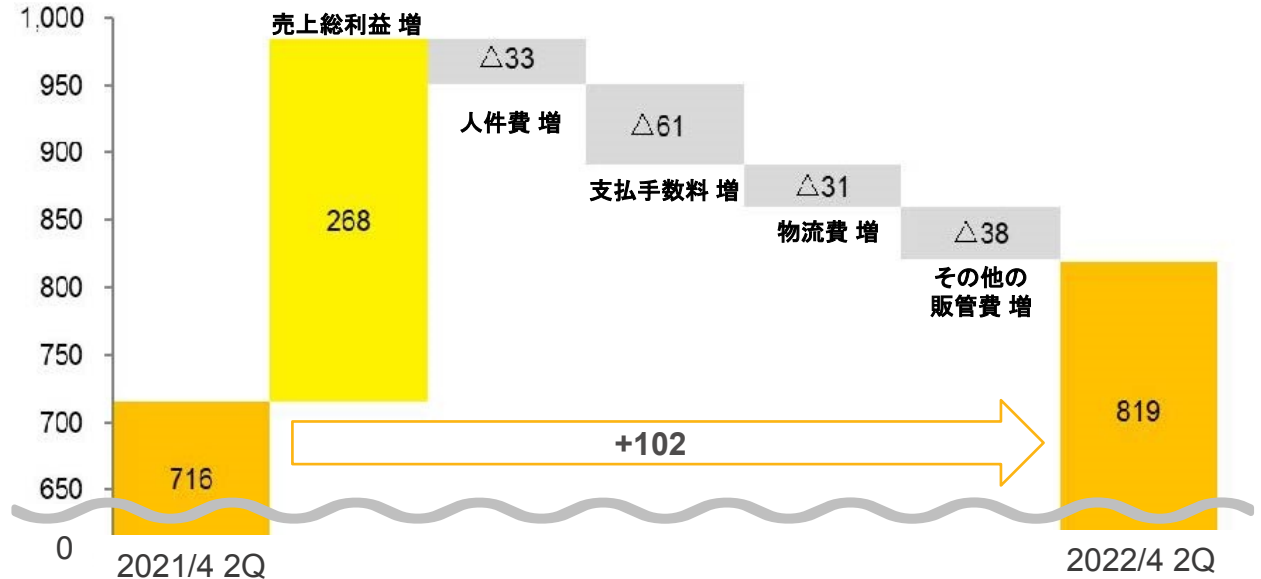 1,000
950
900
850
800
750
700
650
0
売上総利益 増
268
△33
人件費 増
△61
支払手数料 増
△31
物流費 増
△38
その他の
販管費 増
+102
716
819
2021/4 2Q
2022/4 2Q